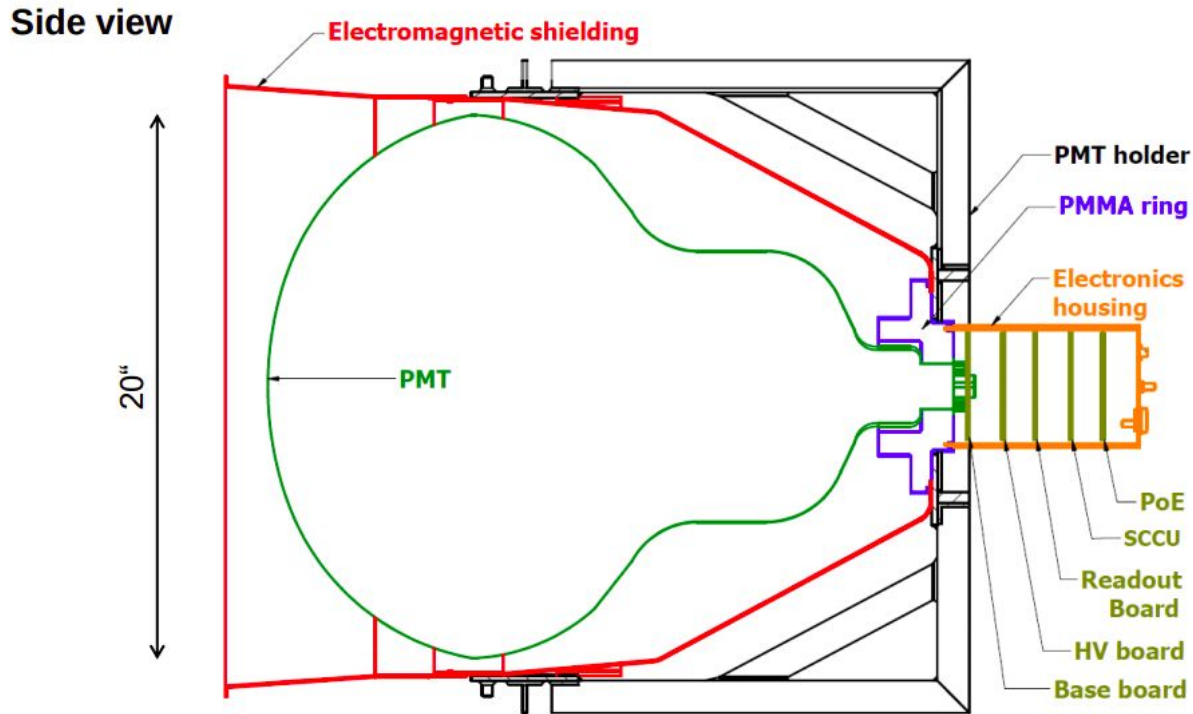 Side view
Electromagnetic shielding
PMT holder
PMMA ring
Electronics
housing
PMT
20“
PoE
SCCU
Readout
Board
HV board
Base board